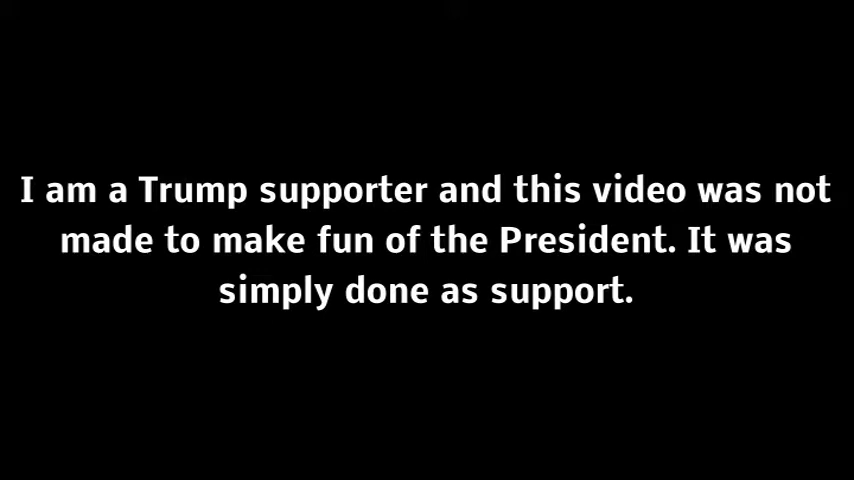 I am a Trump supporter and this video was not
made to make fun of the President. It was
simply done as support.